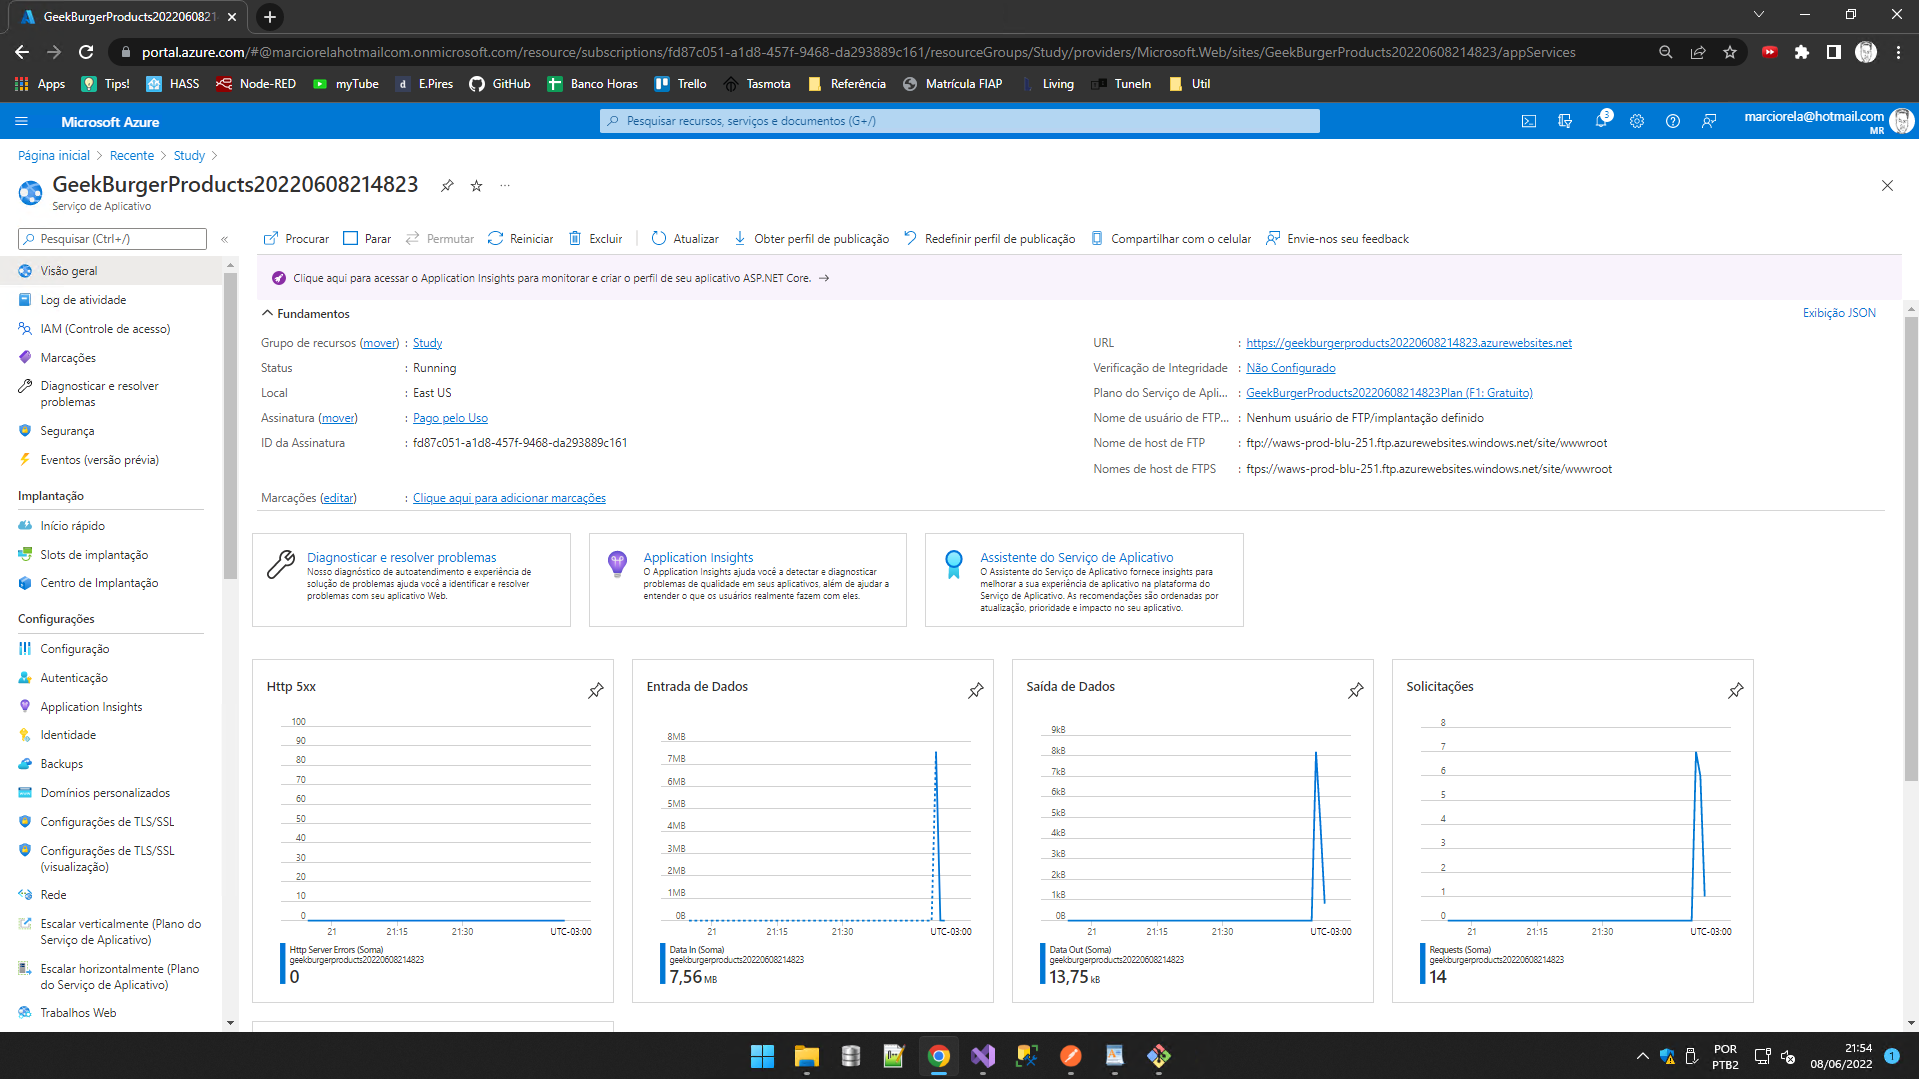 GeekBurgerProducts2022060821
portal.azure.com/#@marciorelahotmailcom.onmicrosoft.com/resource/subscriptions/fd87c051-a1d8-457f-9468-da293889c161/resourceGroups/Study/providers/Microsoft.Web/sites/GeekBurgerProducts20220608214823/appServices
Apps Tips! HASS Node-RED myTube E.Pires GitHub Banco Horas Trello Tasmota Referência Matrícula FIAP Living TuneIn Util
Microsoft Azure
Pesquisar recursos, serviços e documentos (G+/)
3
marciorela@hotmail.com
MR
Página inicial > Recente > Study >
GeekBurgerProducts20220608214823
Serviço de Aplicativo
Pesquisar (Ctrl+/)
Procurar Parar Permutar Reiniciar Excluir Atualizar Obter perfil de publicação Redefinir perfil de publicação Compartilhar com o celular Envie-nos seu feedback
Visão geral
Log de atividade
IAM (Controle de acesso)
Marcações
Diagnosticar e resolver
problemas
Segurança
Eventos (versão prévia)
Implantação
Início rápido
Slots de implantação
Centro de Implantação
Configurações
Configuração
Autenticação
Application Insights
Identidade
Backups
Domínios personalizados
Configurações de TLS/SSL
Configurações de TLS/SSL
(visualização)
Rede
Escalar verticalmente (Plano do
Serviço de Aplicativo)
Escalar horizontalmente (Plano
do Serviço de Aplicativo)
Trabalhos Web
Clique aqui para acessar o Application Insights para monitorar e criar o perfil de seu aplicativo ASP.NET Core. →
Fundamentos
Exibição JSON
Grupo de recursos (mover) : Study
Status : Running
Local : East US
Assinatura (mover) : Pago pelo Uso
ID da Assinatura : fd87c051-a1d8-457f-9468-da293889c161
Marcações (editar) : Clique aqui para adicionar marcações
URL : https://geekburgerproducts20220608214823.azurewebsites.net
Verificação de Integridade : Não Configurado
Plano do Serviço de Apli... : GeekBurgerProducts20220608214823Plan (F1: Gratuito)
Nome de usuário de FTP... : Nenhum usuário de FTP/implantação definido
Nome de host de FTP : ftp://waws-prod-blu-251.ftp.azurewebsites.windows.net/site/wwwroot
Nomes de host de FTPS : ftps://waws-prod-blu-251.ftp.azurewebsites.windows.net/site/wwwroot
Diagnosticar e resolver problemas
Nosso diagnóstico de autoatendimento e experiência de
solução de problemas ajuda você a identificar e resolver
problemas com seu aplicativo Web.
Application Insights
O Application Insights ajuda você a detectar e diagnosticar
problemas de qualidade em seus aplicativos, além de ajudar a
entender o que os usuários realmente fazem com eles.
Assistente do Serviço de Aplicativo
O Assistente do Serviço de Aplicativo fornece insights para
melhorar a sua experiência de aplicativo na plataforma do
Serviço de Aplicativo. As recomendações são ordenadas por
atualização, prioridade e impacto no seu aplicativo.
Http 5xx
100
90
80
70
60
50
40
30
20
10
0
21 21:15 21:30 UTC-03:00
Http Server Errors (Soma)
geekburgerproducts20220608214823
0
Entrada de Dados
8MB
7MB
6MB
5MB
4MB
3MB
2MB
1MB
0B
21 21:15 21:30 UTC-03:00
Data In (Soma)
geekburgerproducts20220608214823
7,56 MB
Saída de Dados
9kB
8kB
7kB
6kB
5kB
4kB
3kB
2kB
1kB
0B
21 21:15 21:30 UTC-03:00
Data Out (Soma)
geekburgerproducts20220608214823
13,75 kB
Solicitações
8
7
6
5
4
3
2
1
0
21 21:15 21:30 UTC-03:00
Requests (Soma)
geekburgerproducts20220608214823
14
POR
PTB2
21:54
08/06/2022
1